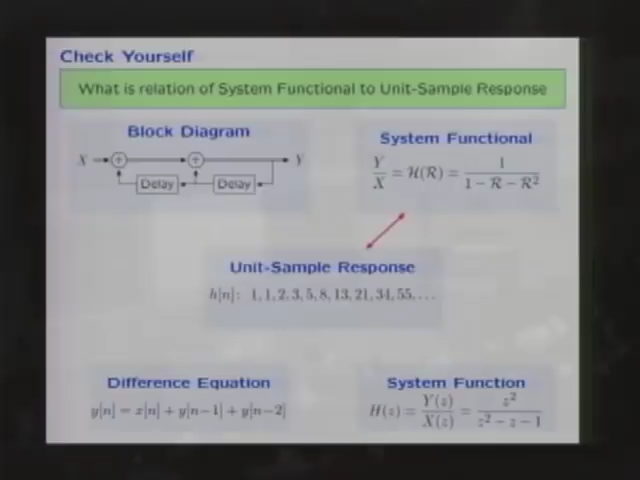 Check Yourself
What is relation of System Functional to Unit-Sample Response
Block Diagram
X + + Y
Delay Delay
System Functional
Y/X = H(R) = 1/(1 − R − R²)
Unit-Sample Response
h[n]: 1, 1, 2, 3, 5, 8, 13, 21, 34, 55, . . .
Difference Equation
y[n] = x[n] + y[n−1] + y[n−2]
System Function
H(z) = Y(z)/X(z) = z²/(z² − z − 1)